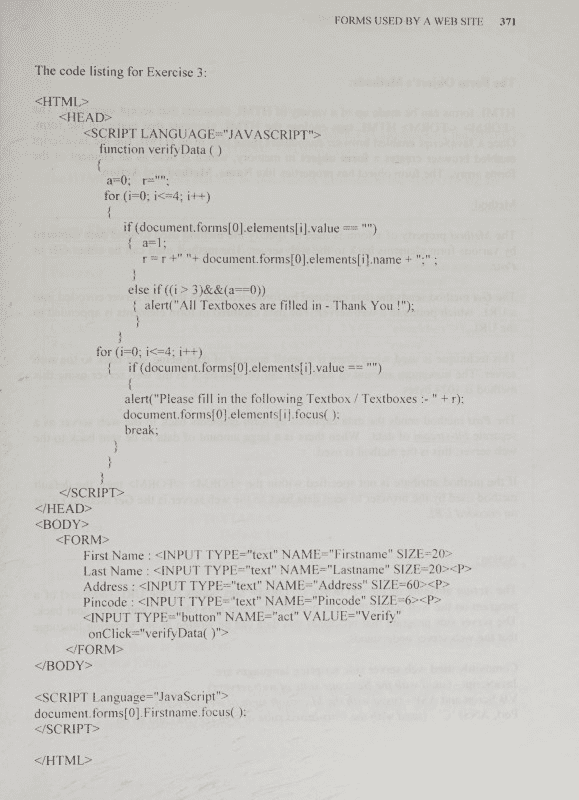 FORMS USED BY A WEB SITE 371
The code listing for Exercise 3:
<HTML>
<HEAD>
<SCRIPT LANGUAGE="JAVASCRIPT">
function verifyData ( )
{
a=0; r="";
for (i=0; i<=4; i++)
{
if (document.forms[0].elements[i].value == "")
{ a=1;
r = r +" "+ document.forms[0].elements[i].name + ";" ;
}
else if ((i > 3)&&(a==0))
{ alert("All Textboxes are filled in - Thank You !");
}
}
for (i=0; i<=4; i++)
{ if (document.forms[0].elements[i].value == "")
{
alert("Please fill in the following Textbox / Textboxes :- " + r);
document.forms[0].elements[i].focus( );
break;
}
}
}
</SCRIPT>
</HEAD>
<BODY>
<FORM>
First Name : <INPUT TYPE="text" NAME="Firstname" SIZE=20>
Last Name : <INPUT TYPE="text" NAME="Lastname" SIZE=20><P>
Address : <INPUT TYPE="text" NAME="Address" SIZE=60><P>
Pincode : <INPUT TYPE="text" NAME="Pincode" SIZE=6><P>
<INPUT TYPE="button" NAME="act" VALUE="Verify"
onClick="verifyData( )">
</FORM>
</BODY>
<SCRIPT Language="JavaScript">
document.forms[0].Firstname.focus( );
</SCRIPT>
</HTML>